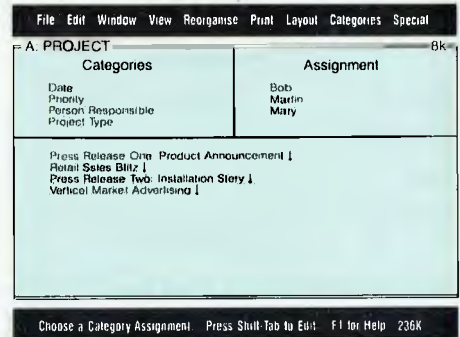 File Edit Window View Reorganise Print Layout Categories Special
A: PROJECT 8k
Categories Assignment
Date
Priority
Person Responsible
Project Type
Bob
Martin
Mary
Press Release One: Product Announcement ↓
Retail Sales Blitz ↓
Press Release Two: Installation Story ↓
Vertical Market Advertising ↓
Choose a Category Assignment. Press Shift-Tab to Edit F1 for Help 236K